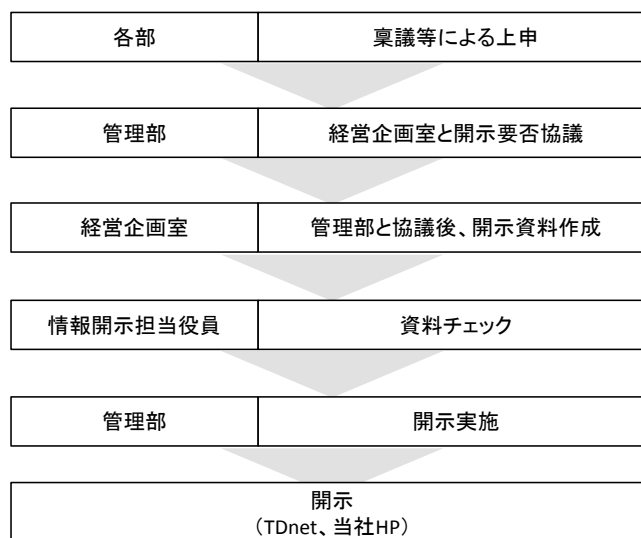 各部 稟議等による上申
管理部 経営企画室と開示要否協議
経営企画室 管理部と協議後、開示資料作成
情報開示担当役員 資料チェック
管理部 開示実施
開示
（TDnet、当社HP）